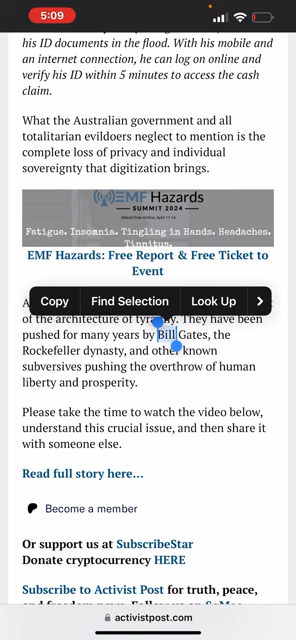 5:09
his ID documents in the flood. With his mobile and
an internet connection, he can log on online and
verify his ID within 5 minutes to access the cash
claim.
What the Australian government and all
totalitarian evildoers neglect to mention is the
complete loss of privacy and individual
sovereignty that digitization brings.
EMF Hazards
SUMMIT 2024
Attend Free Online, April
Fatigue. Insomnia. Tingling in Hands. Headaches.
Tinnitus.
EMF Hazards: Free Report & Free Ticket to
Event
Copy Find Selection Look Up
of the architecture of tyranny. They have been
pushed for many years by Bill Gates, the
Rockefeller dynasty, and other known
subversives pushing the overthrow of human
liberty and prosperity.
Please take the time to watch the video below,
understand this crucial issue, and then share it
with someone else.
Read full story here…
Become a member
Or support us at SubscribeStar
Donate cryptocurrency HERE
Subscribe to Activist Post for truth, peace,
activistpost.com